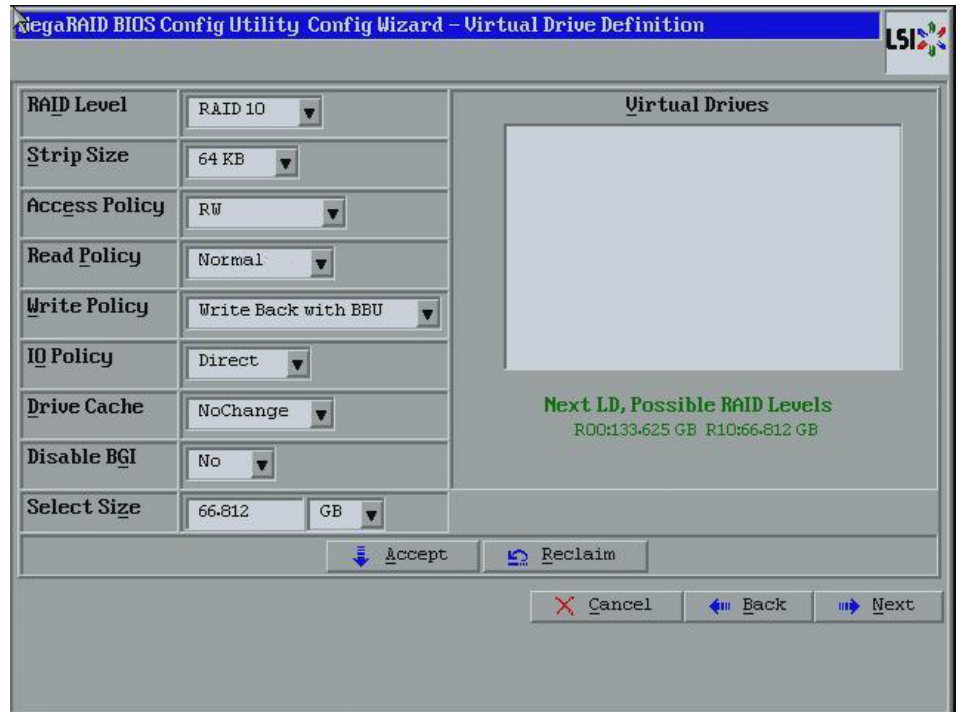 egaRAID BIOS Config Utility Config Wizard – Virtual Drive Definition
LSI
RAID Level RAID 10
Strip Size 64 KB
Access Policy RW
Read Policy Normal
Write Policy Write Back with BBU
IO Policy Direct
Drive Cache NoChange
Disable BGI No
Select Size 66.812 GB
Virtual Drives
Next LD, Possible RAID Levels
R00:133.625 GB R10:66.812 GB
Accept Reclaim
Cancel Back Next